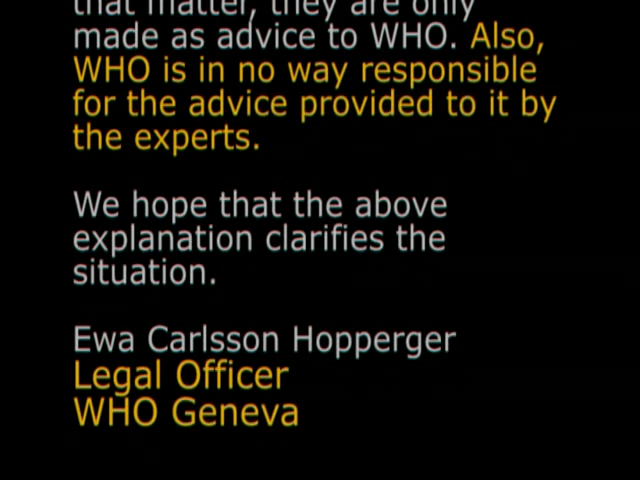 that matter, they are only
made as advice to WHO. Also,
WHO is in no way responsible
for the advice provided to it by
the experts.
We hope that the above
explanation clarifies the
situation.
Ewa Carlsson Hopperger
Legal Officer
WHO Geneva